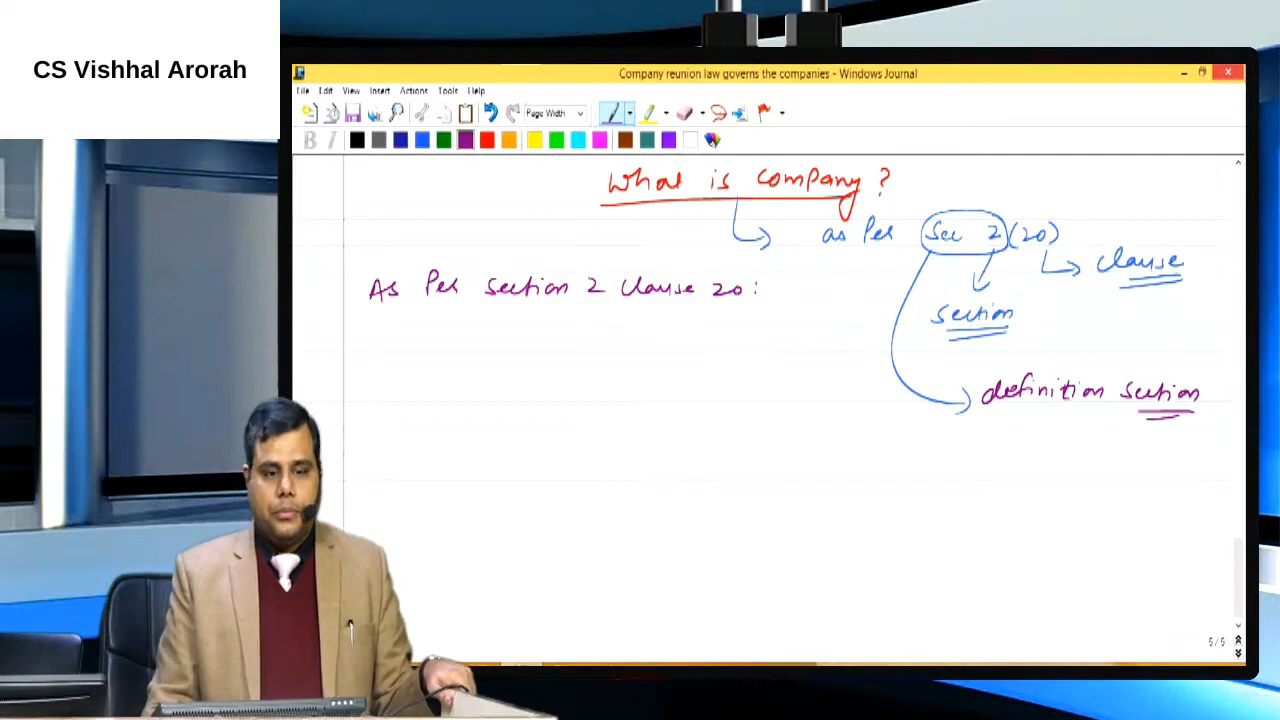 CS Vishhal Arorah
Company reunion law governs the companies - Windows Journal
File Edit View Insert Actions Tools Help
Page Width
B I
What is company?
as Per Sec 2 (20)
clause
As Per section 2 clause 20:
section
definition section
5/5